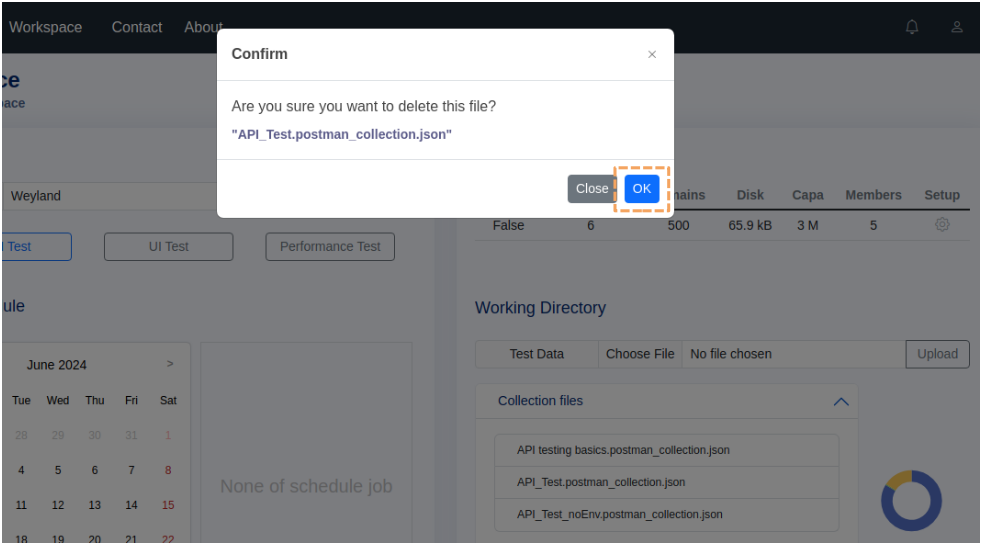 Workspace Contact About
Confirm ×
Are you sure you want to delete this file?
"API_Test.postman_collection.json"
Close OK
Weyland
Disk Capa Members Setup
False 6 500 65.9 kB 3 M 5
Test UI Test Performance Test
Working Directory
Test Data Choose File No file chosen Upload
Collection files
API testing basics.postman_collection.json
API_Test.postman_collection.json
API_Test_noEnv.postman_collection.json
June 2024 >
Tue Wed Thu Fri Sat
28 29 30 31 1
4 5 6 7 8
11 12 13 14 15
18 19 20 21 22
None of schedule job